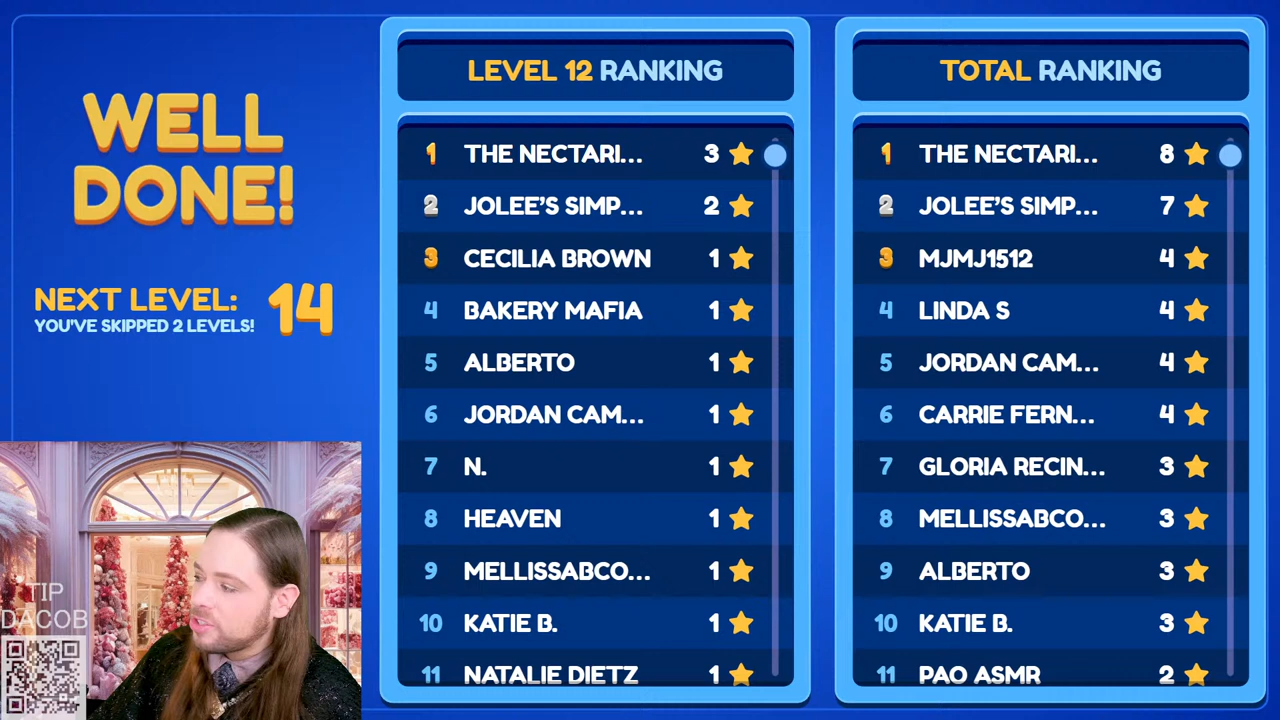 WELL
DONE!
NEXT LEVEL: 14
YOU'VE SKIPPED 2 LEVELS!
TIP
DACOB
LEVEL 12 RANKING
1 THE NECTARI... 3
2 JOLEE'S SIMP... 2
3 CECILIA BROWN 1
4 BAKERY MAFIA 1
5 ALBERTO 1
6 JORDAN CAM... 1
7 N. 1
8 HEAVEN 1
9 MELLISSABCO... 1
10 KATIE B. 1
11 NATALIE DIETZ 1
TOTAL RANKING
1 THE NECTARI... 8
2 JOLEE'S SIMP... 7
3 MJMJ1512 4
4 LINDA S 4
5 JORDAN CAM... 4
6 CARRIE FERN... 4
7 GLORIA RECIN... 3
8 MELLISSABCO... 3
9 ALBERTO 3
10 KATIE B. 3
11 PAO ASMR 2